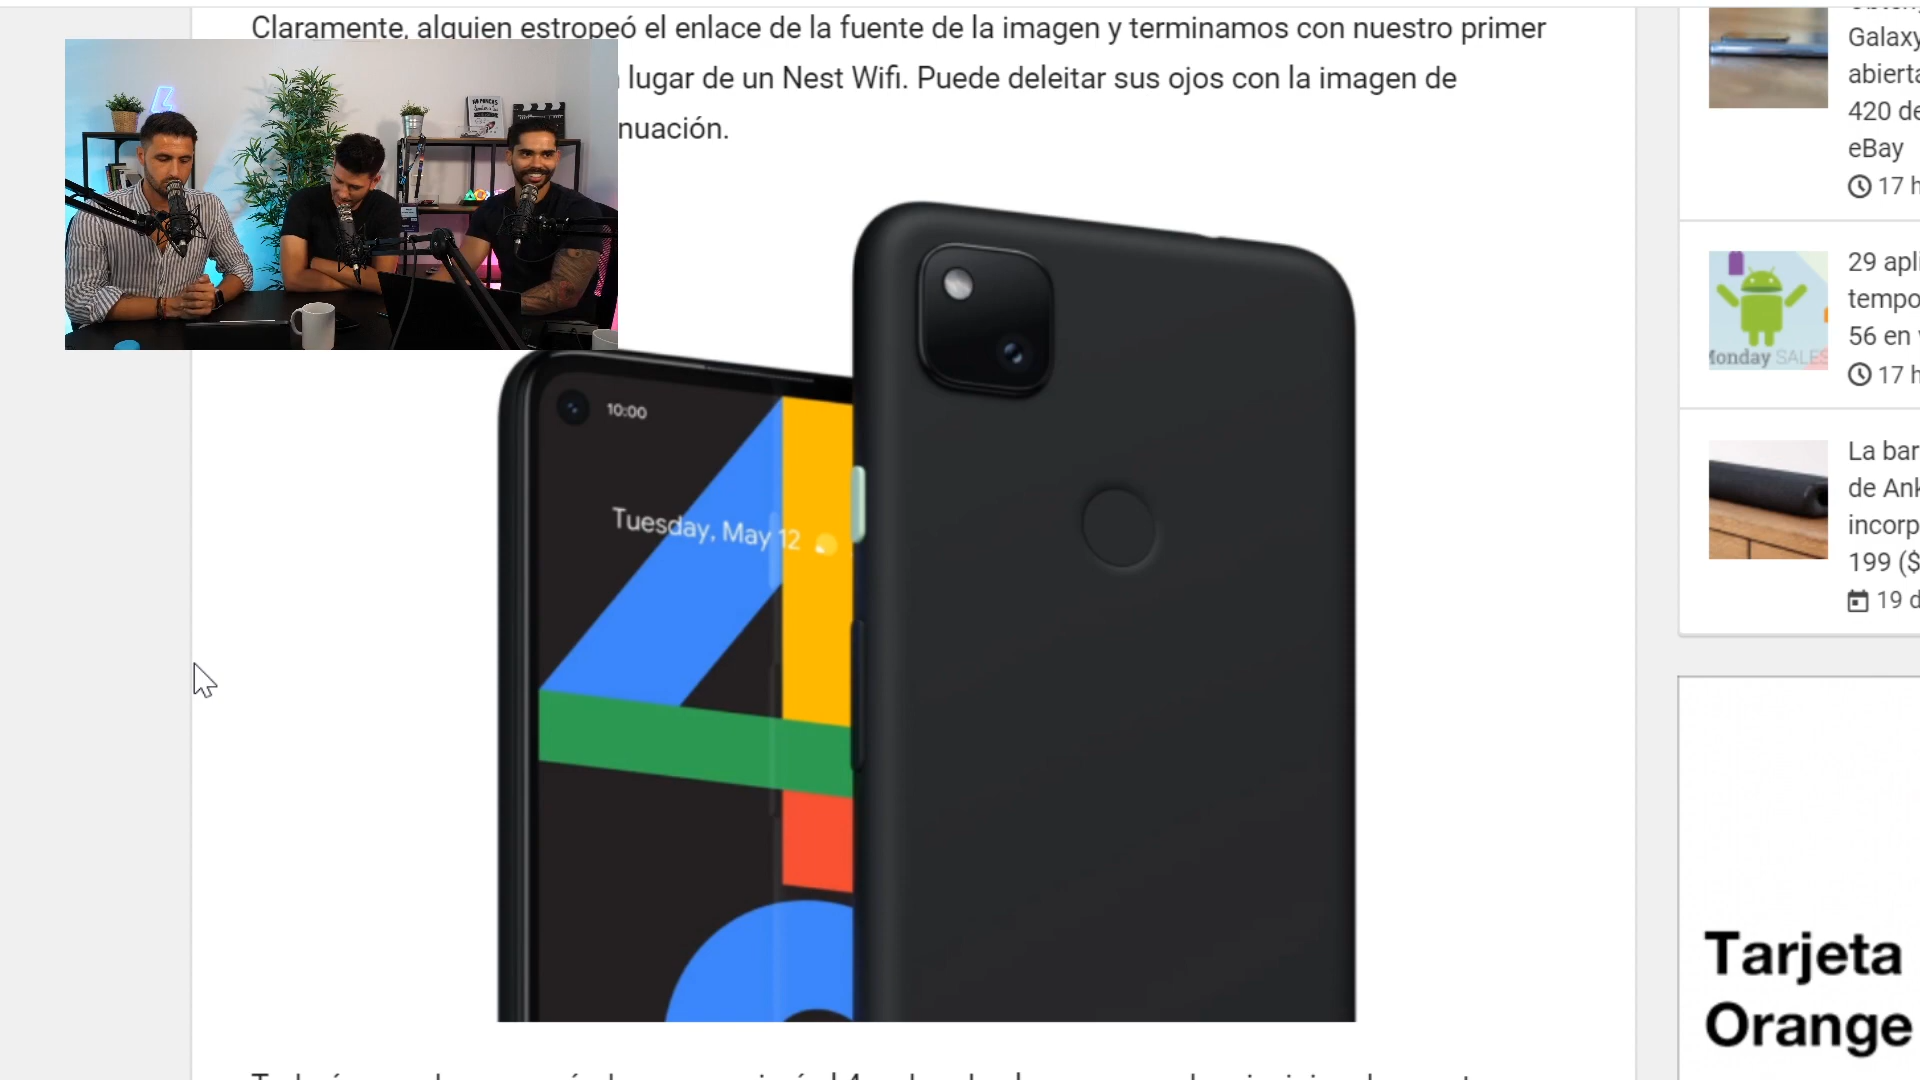 Claramente, alguien estropeó el enlace de la fuente de la imagen y terminamos con nuestro primer
lugar de un Nest Wifi. Puede deleitar sus ojos con la imagen de
nuación.
10:00
Tuesday, May 12
Galaxy
abierta
420 de
eBay
17 h
29 apli
tempo
56 en
Monday SALES
17 h
La bar
de Ank
incorp
199 ($
19 d
Tarjeta
Orange